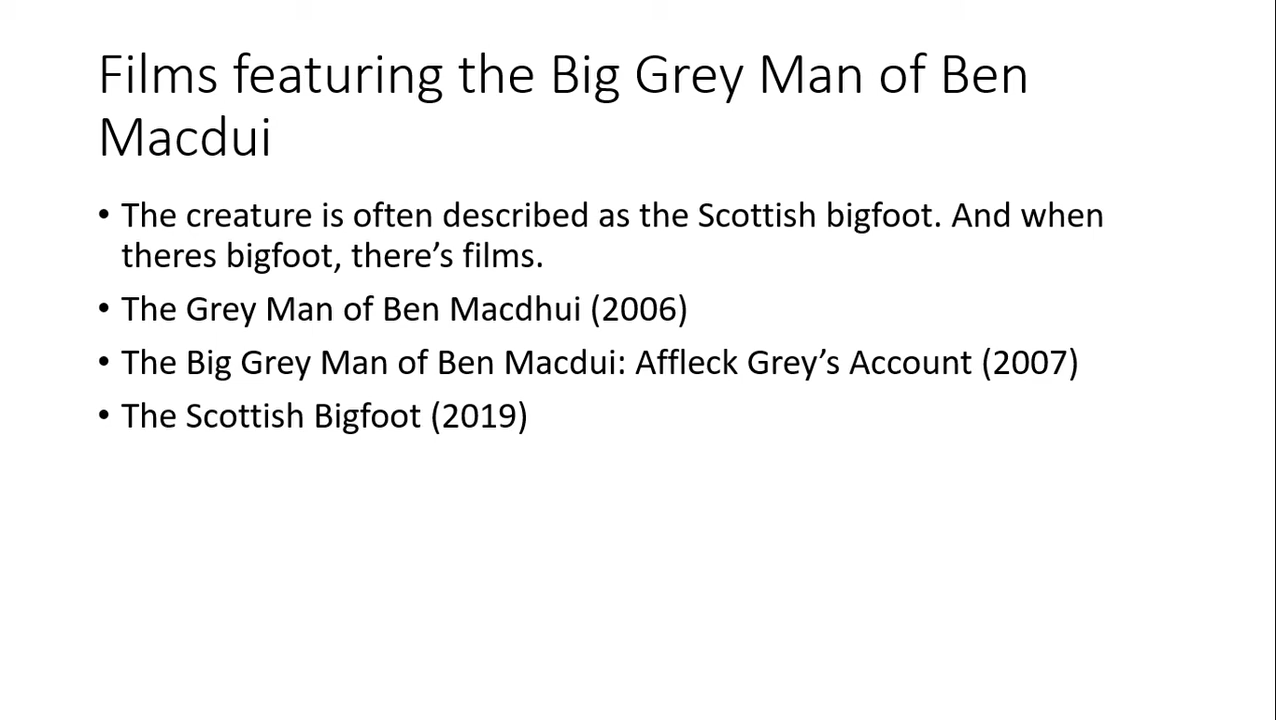 Films featuring the Big Grey Man of Ben
Macdui
• The creature is often described as the Scottish bigfoot. And when
theres bigfoot, there’s films.
• The Grey Man of Ben Macdhui (2006)
• The Big Grey Man of Ben Macdui: Affleck Grey’s Account (2007)
• The Scottish Bigfoot (2019)